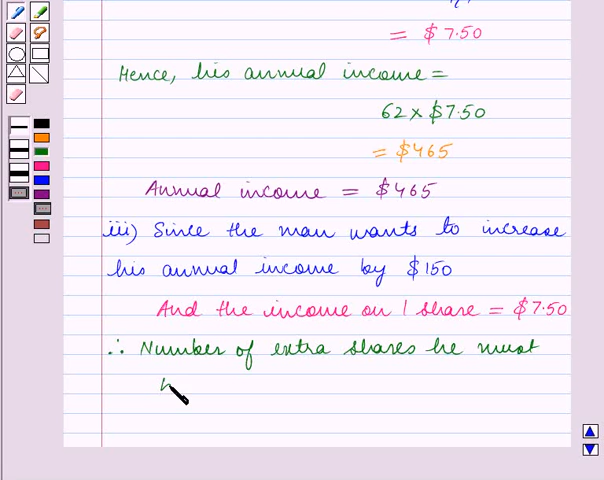 = $7.50
Hence, his annual income =
62 x $7.50
= $465
Annual income = $465
iii) Since the man wants to increase
his annual income by $150
And the income on 1 share = $7.50
∴ Number of extra shares he must